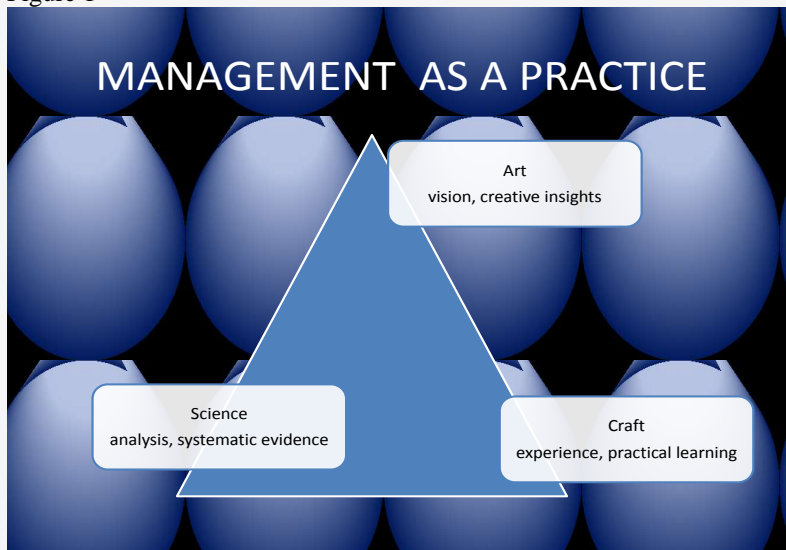 MANAGEMENT AS A PRACTICE
Art
vision, creative insights
Science
analysis, systematic evidence
Craft
experience, practical learning